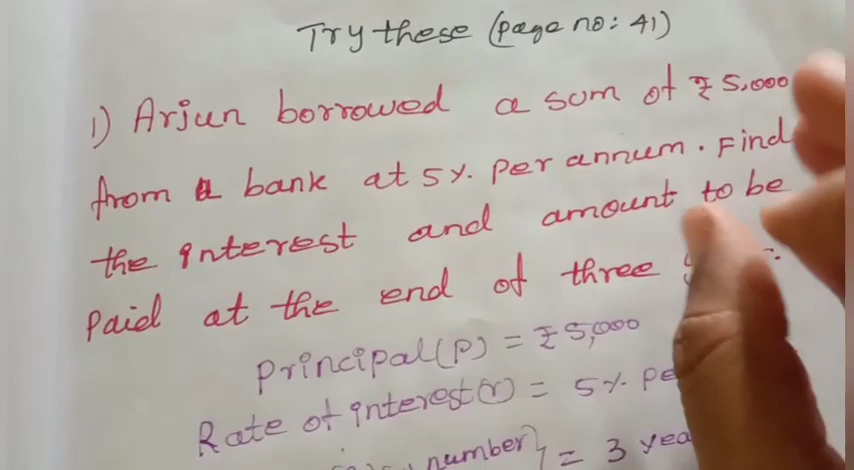 Try these (page no: 41)
1) Arjun borrowed a sum of ₹ 5,000
from a bank at 5%. per annum. Find
the interest and amount to be
paid at the end of three
principal(p) = ₹ 5,000
Rate of interest(r) = 5%
number = 3